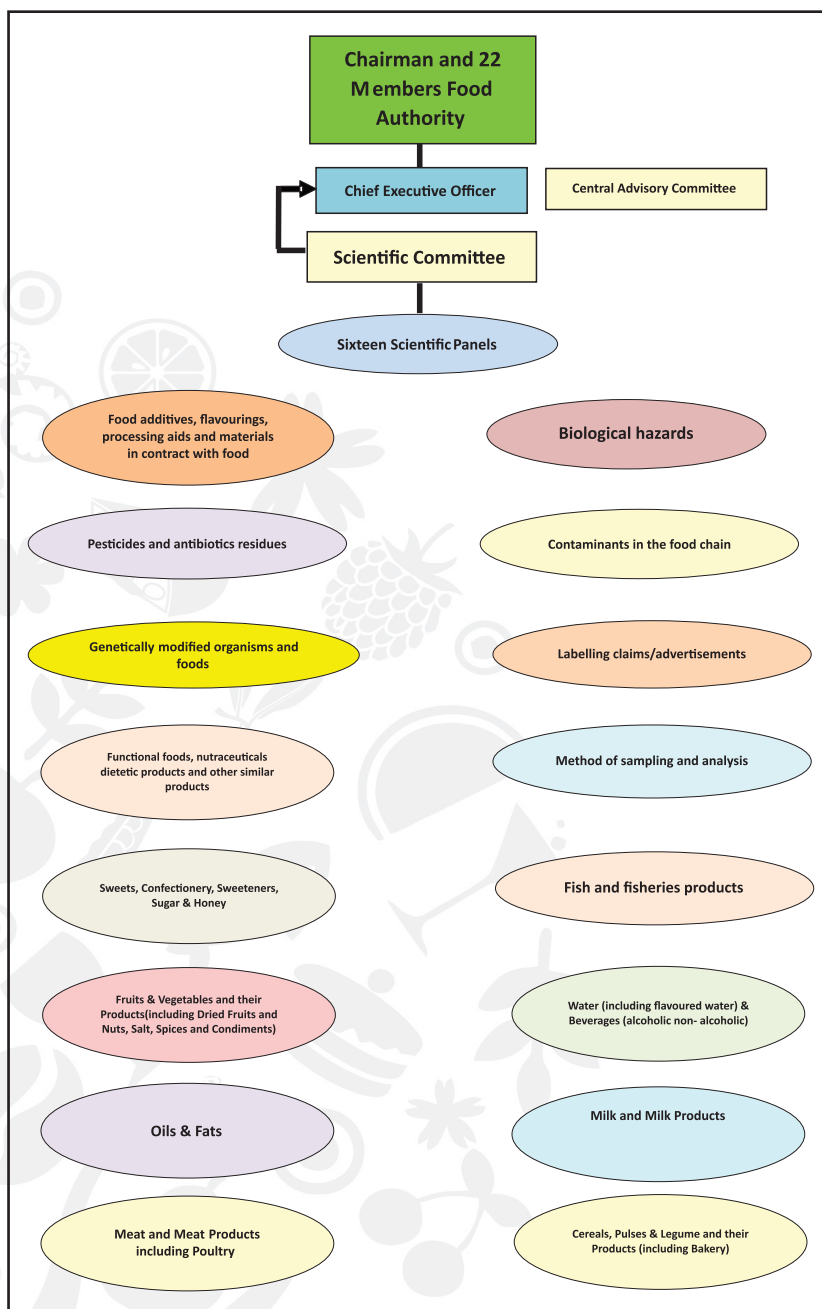 Chairman and 22
Members Food
Authority
Chief Executive Officer
Central Advisory Committee
Scientific Committee
Sixteen Scientific Panels
Food additives, flavourings,
processing aids and materials
in contract with food
Biological hazards
Pesticides and antibiotics residues
Contaminants in the food chain
Genetically modified organisms and
foods
Labelling claims/advertisements
Functional foods, nutraceuticals
dietetic products and other similar
products
Method of sampling and analysis
Sweets, Confectionery, Sweeteners,
Sugar & Honey
Fish and fisheries products
Fruits & Vegetables and their
Products(including Dried Fruits and
Nuts, Salt, Spices and Condiments)
Water (including flavoured water) &
Beverages (alcoholic non- alcoholic)
Oils & Fats
Milk and Milk Products
Meat and Meat Products
including Poultry
Cereals, Pulses & Legume and their
Products (including Bakery)